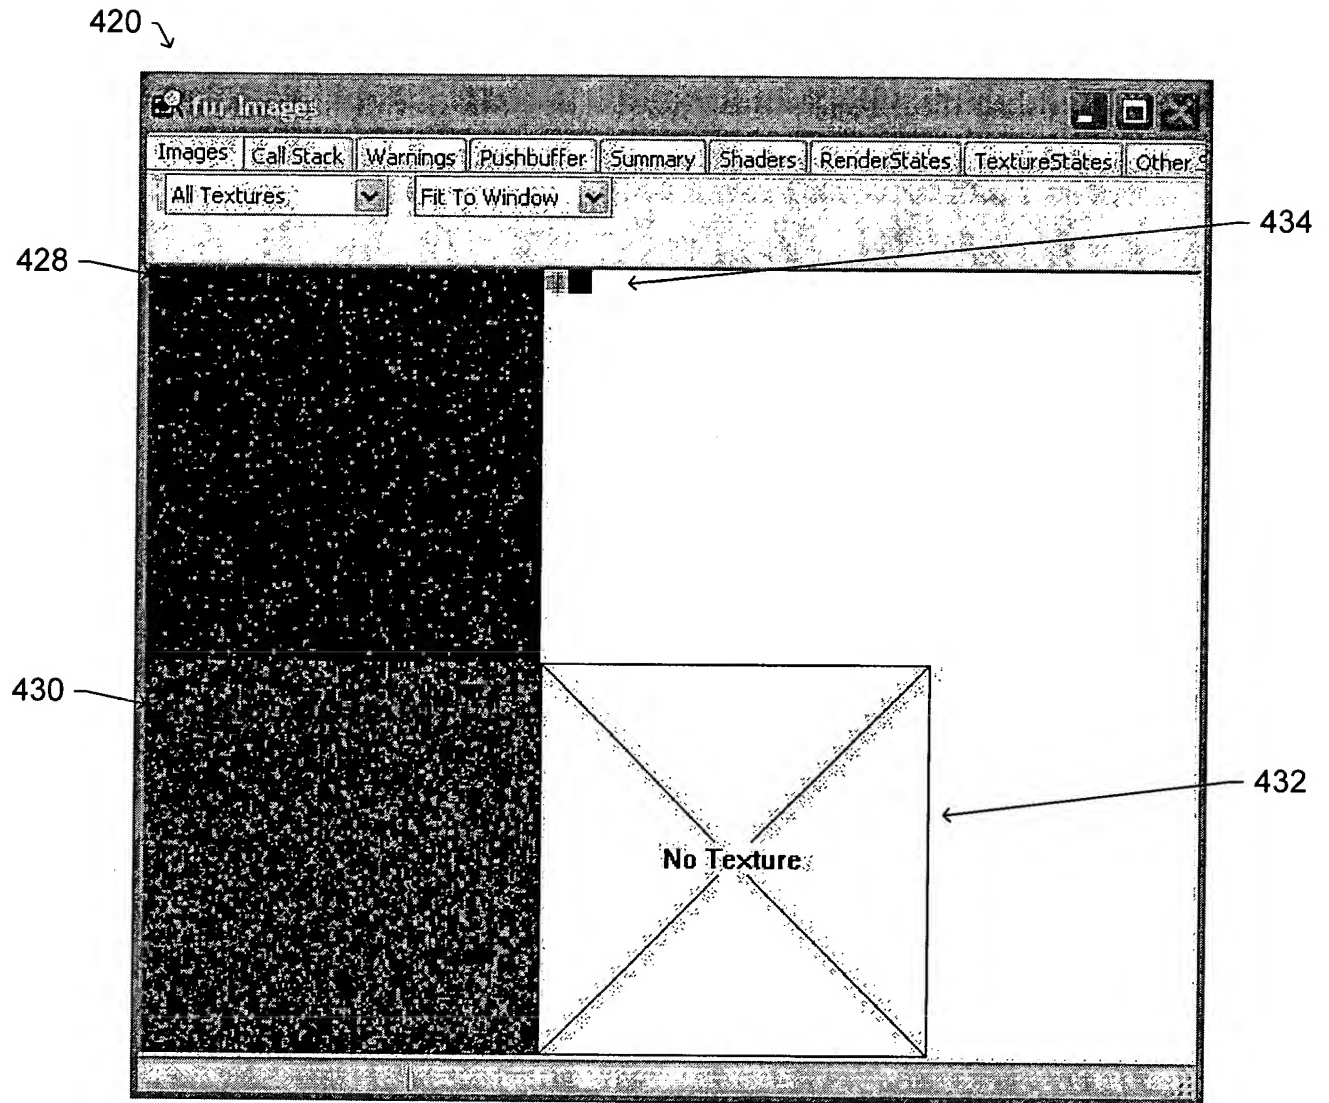 420
fur Images
Images Call Stack Warnings Pushbuffer Summary Shaders RenderStates TextureStates Other S
All Textures Fit To Window
434
428
430
432
No Texture